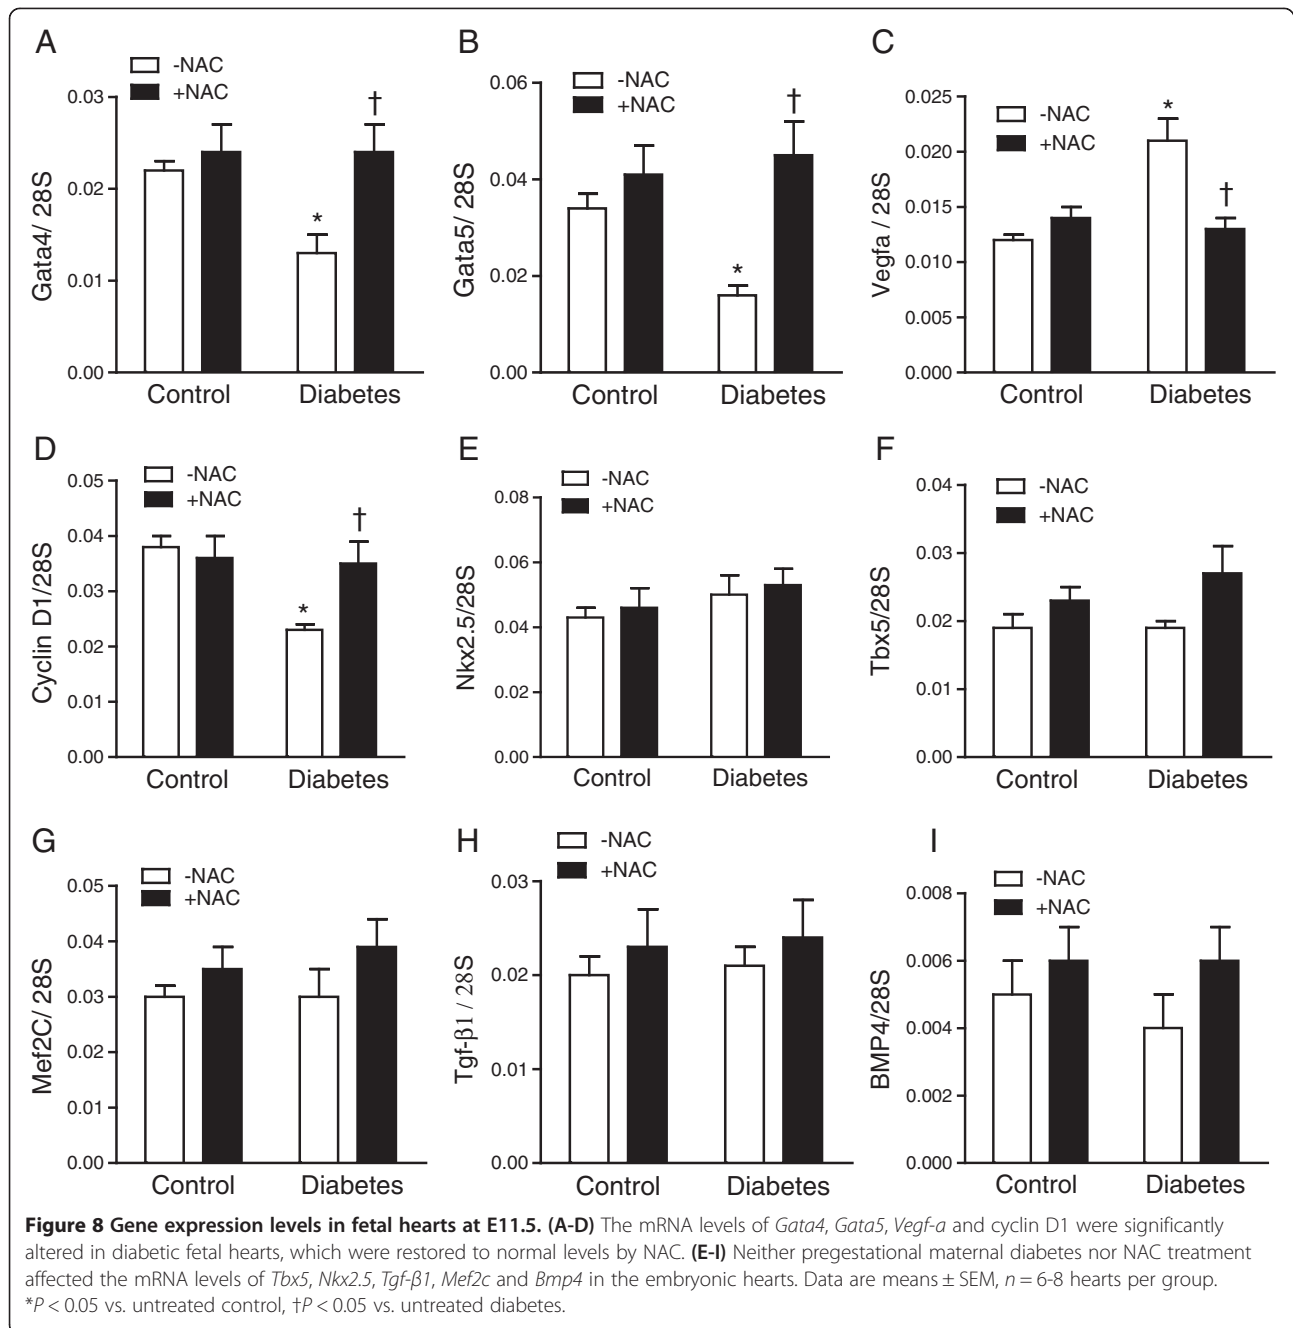 A
-NAC
+NAC
Gata4/ 28S
0.03
0.02
0.01
0.00
Control Diabetes
*
†
B
-NAC
+NAC
Gata5/ 28S
0.06
0.04
0.02
0.00
Control Diabetes
*
†
C
-NAC
+NAC
Vegfa / 28S
0.025
0.020
0.015
0.010
0.005
0.000
Control Diabetes
*
†
D
-NAC
+NAC
Cyclin D1/28S
0.05
0.04
0.03
0.02
0.01
0.00
Control Diabetes
*
†
E
-NAC
+NAC
Nkx2.5/28S
0.08
0.06
0.04
0.02
0.00
Control Diabetes
F
-NAC
+NAC
Tbx5/28S
0.04
0.03
0.02
0.01
0.00
Control Diabetes
G
-NAC
+NAC
Mef2C/ 28S
0.05
0.04
0.03
0.02
0.01
0.00
Control Diabetes
H
-NAC
+NAC
Tgf-β1 / 28S
0.03
0.02
0.01
0.00
Control Diabetes
I
-NAC
+NAC
BMP4/28S
0.008
0.006
0.004
0.002
0.000
Control Diabetes
Figure 8 Gene expression levels in fetal hearts at E11.5. (A-D) The mRNA levels of Gata4, Gata5, Vegf-a and cyclin D1 were significantly
altered in diabetic fetal hearts, which were restored to normal levels by NAC. (E-I) Neither pregestational maternal diabetes nor NAC treatment
affected the mRNA levels of Tbx5, Nkx2.5, Tgf-β1, Mef2c and Bmp4 in the embryonic hearts. Data are means ± SEM, n = 6-8 hearts per group.
*P < 0.05 vs. untreated control, †P < 0.05 vs. untreated diabetes.